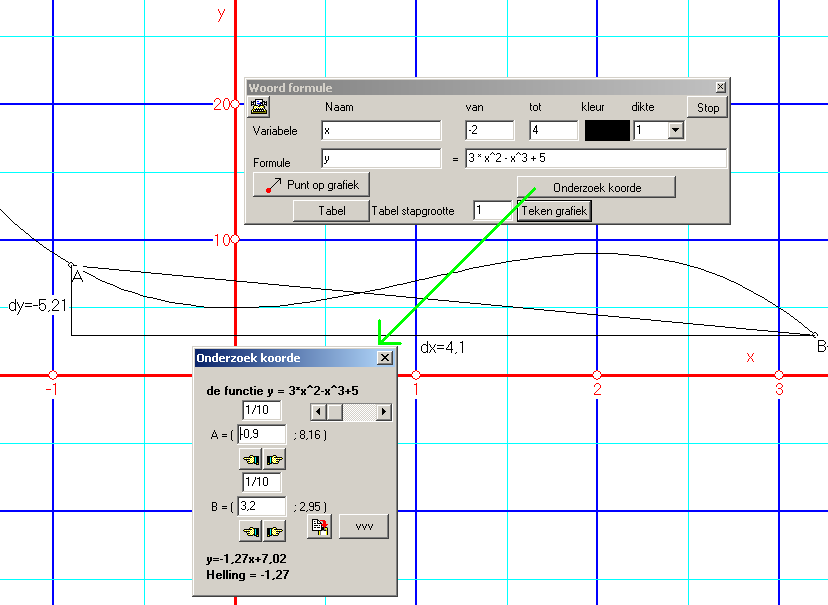 y
Woord formule
Naam van tot kleur dikte Stop
Variabele x -2 4 1
Formule y = 3 * x^2 - x^3 + 5
Punt op grafiek Onderzoek koorde
Tabel Tabel stapgrootte 1 Teken grafiek
20
10
A
dy=-5,21
dx=4,1
B
x
-1 1 2 3
Onderzoek koorde
de functie y = 3*x^2-x^3+5
1/10
A = ( -0,9 ; 8,16 )
1/10
B = ( 3,2 ; 2,95 )
vvv
y=-1,27x+7,02
Helling = -1,27